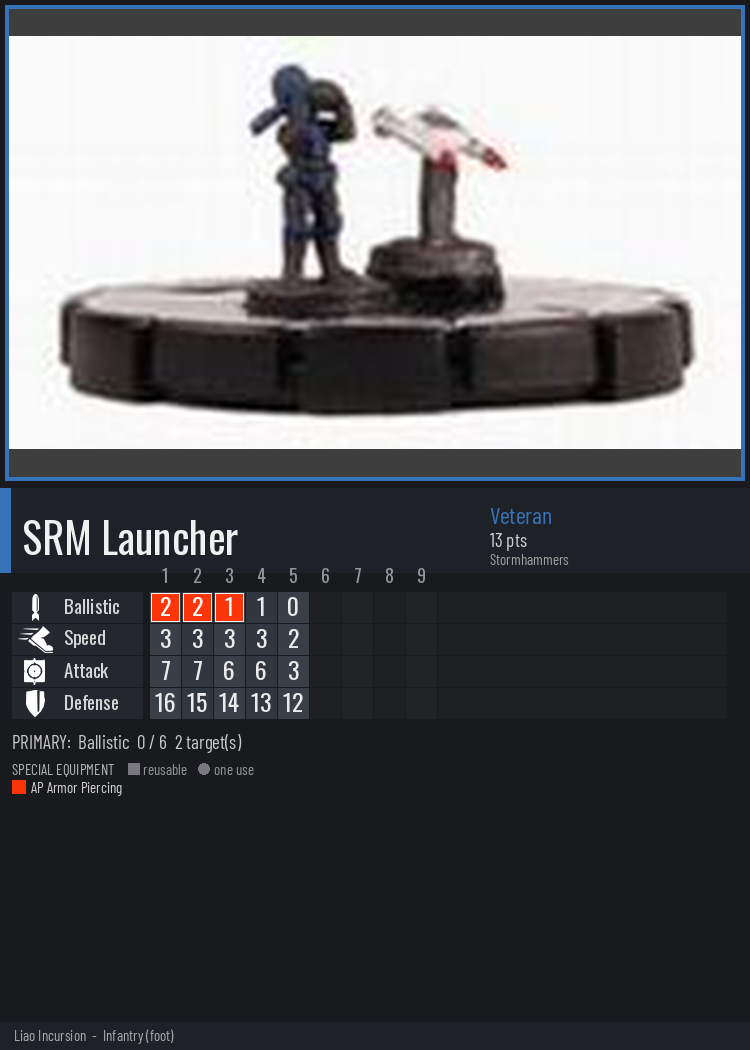 SRM Launcher
Veteran
13 pts
Stormhammers
1 2 3 4 5 6 7 8 9
Ballistic 2 2 1 1 0
Speed 3 3 3 3 2
Attack 7 7 6 6 3
Defense 16 15 14 13 12
PRIMARY: Ballistic 0 / 6 2 target(s)
SPECIAL EQUIPMENT reusable one use
AP Armor Piercing
Liao Incursion - Infantry (foot)